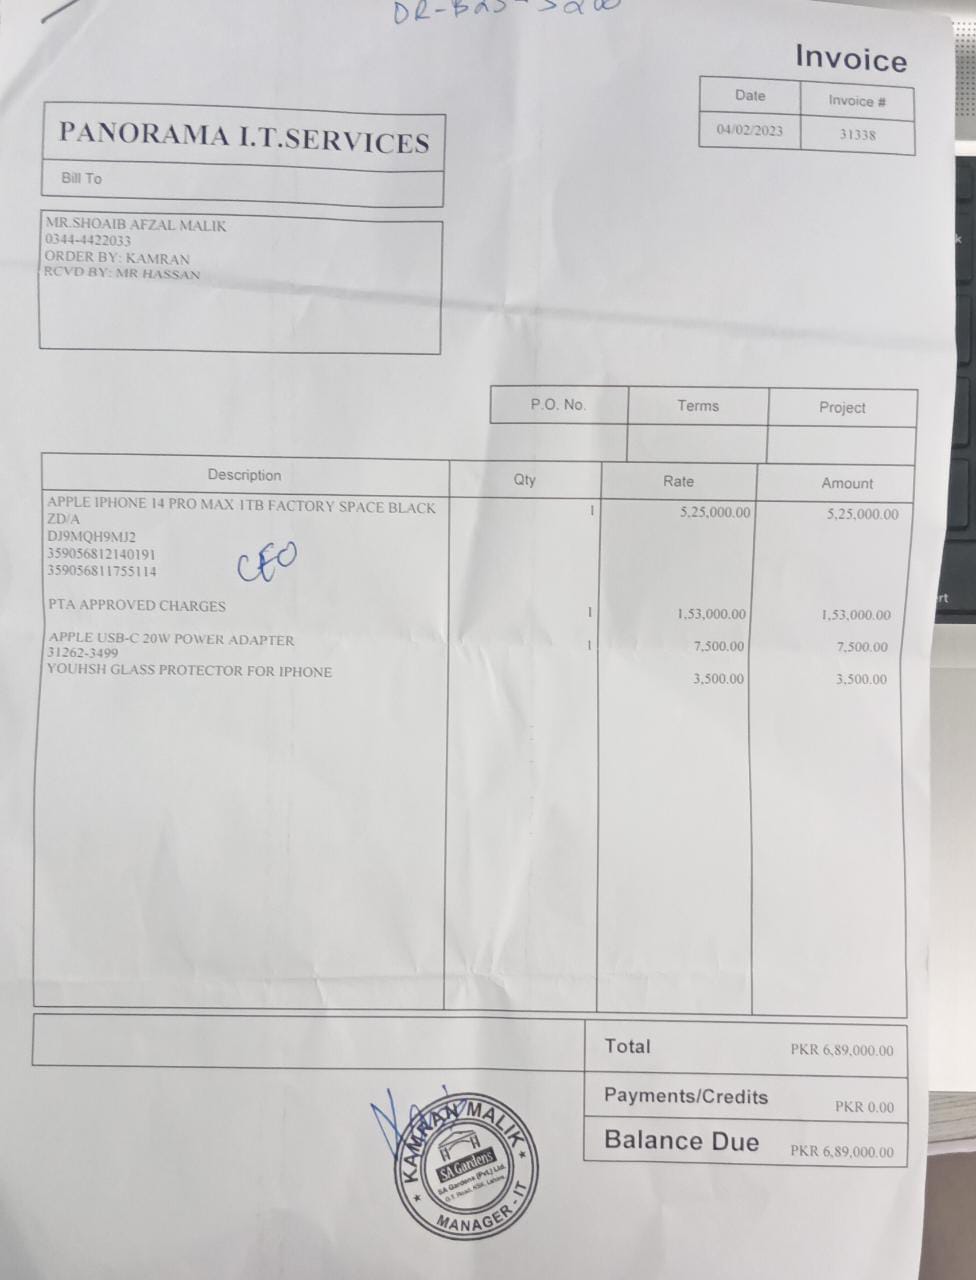 Invoice
Date Invoice #
04/02/2023 31338
PANORAMA I.T.SERVICES
Bill To
MR.SHOAIB AFZAL MALIK
0344-4422033
ORDER BY: KAMRAN
RCVD BY: MR HASSAN
P.O. No. Terms Project
Description Qty Rate Amount
APPLE IPHONE 14 PRO MAX 1TB FACTORY SPACE BLACK 1 5,25,000.00 5,25,000.00
ZD/A
DJ9MQH9MJ2
359056812140191
359056811755114
CEO
PTA APPROVED CHARGES 1 1,53,000.00 1,53,000.00
APPLE USB-C 20W POWER ADAPTER 1 7,500.00 7,500.00
31262-3499
YOUHSH GLASS PROTECTOR FOR IPHONE 3,500.00 3,500.00
Total PKR 6,89,000.00
Payments/Credits PKR 0.00
Balance Due PKR 6,89,000.00
KAMRAN MALIK
SA Gardens
SA Gardens (Pvt.) Ltd.
G.T. Road, KSK, Lahore.
MANAGER - IT